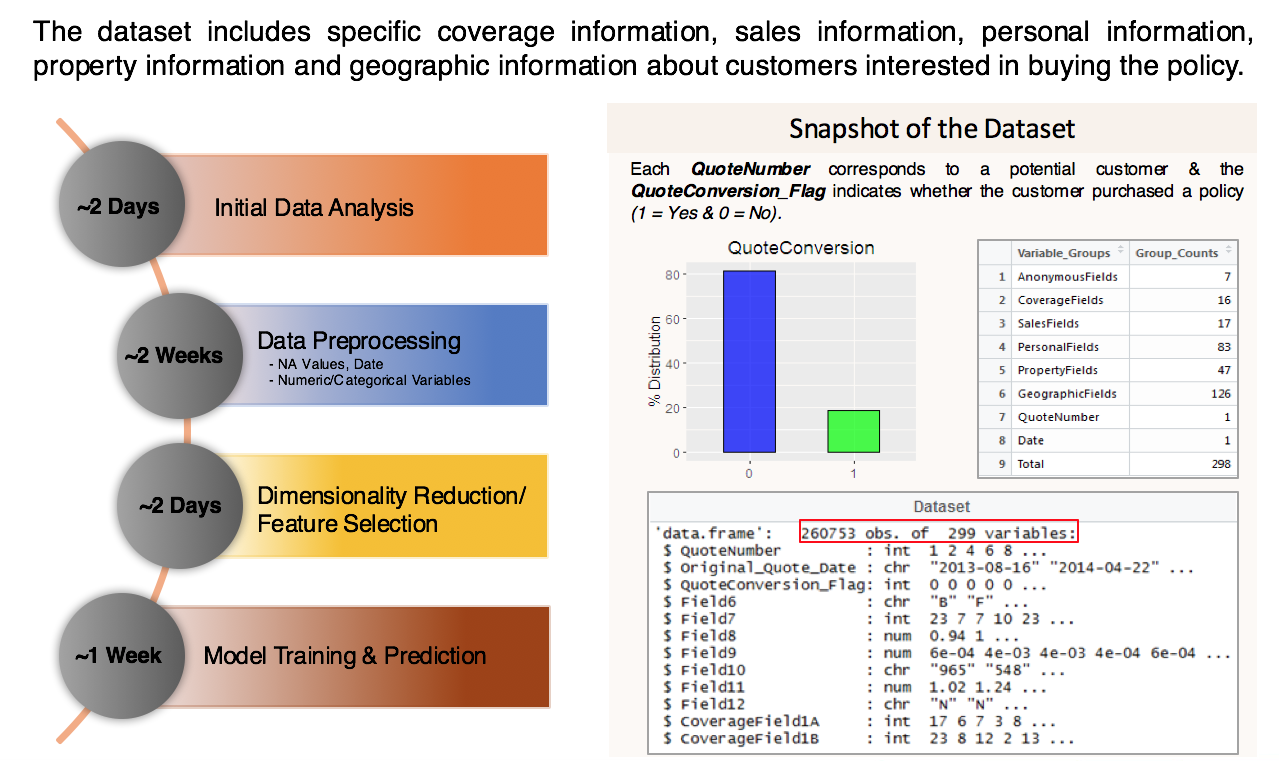 The dataset includes specific coverage information, sales information, personal information,
property information and geographic information about customers interested in buying the policy.
~2 Days
Initial Data Analysis
~2 Weeks
Data Preprocessing
- NA Values, Date
- Numeric/Categorical Variables
~2 Days
Dimensionality Reduction/
Feature Selection
~1 Week
Model Training & Prediction
Snapshot of the Dataset
Each QuoteNumber corresponds to a potential customer & the
QuoteConversion_Flag indicates whether the customer purchased a policy
(1 = Yes & 0 = No).
QuoteConversion
% Distribution
80
60
40
20
0
0 1
Variable_Groups Group_Counts
1 AnonymousFields 7
2 CoverageFields 16
3 SalesFields 17
4 PersonalFields 83
5 PropertyFields 47
6 GeographicFields 126
7 QuoteNumber 1
8 Date 1
9 Total 298
Dataset
'data.frame': 260753 obs. of 299 variables:
$ QuoteNumber : int 1 2 4 6 8 ...
$ Original_Quote_Date : chr "2013-08-16" "2014-04-22" ...
$ QuoteConversion_Flag: int 0 0 0 0 0 ...
$ Field6 : chr "B" "F" ...
$ Field7 : int 23 7 7 10 23 ...
$ Field8 : num 0.94 1 ...
$ Field9 : num 6e-04 4e-03 4e-03 4e-04 6e-04 ...
$ Field10 : chr "965" "548" ...
$ Field11 : num 1.02 1.24 ...
$ Field12 : chr "N" "N" ...
$ CoverageField1A : int 17 6 7 3 8 ...
$ CoverageField1B : int 23 8 12 2 13 ...